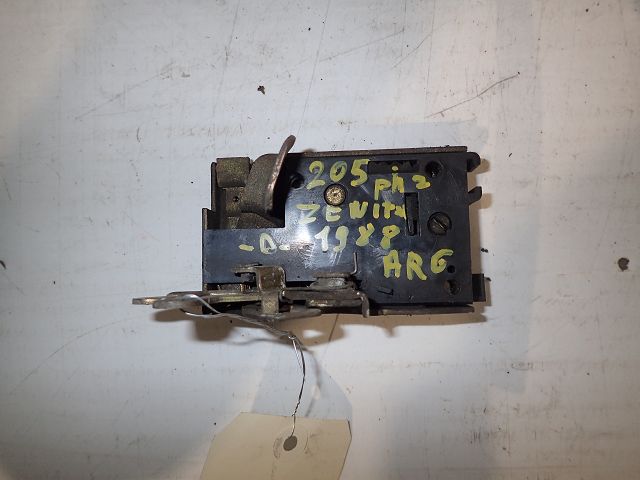 205 ph2
ZENITH
-D- 1988
ARG